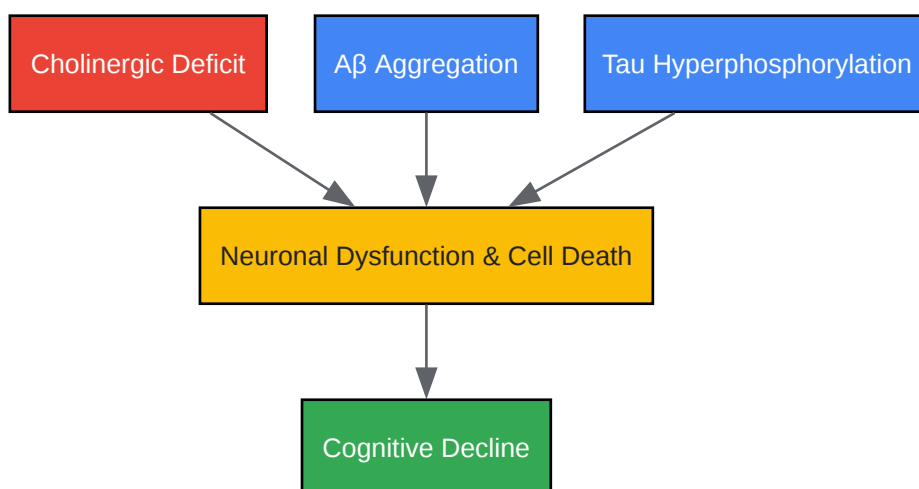 Cholinergic Deficit
Aβ Aggregation
Tau Hyperphosphorylation
Neuronal Dysfunction & Cell Death
Cognitive Decline